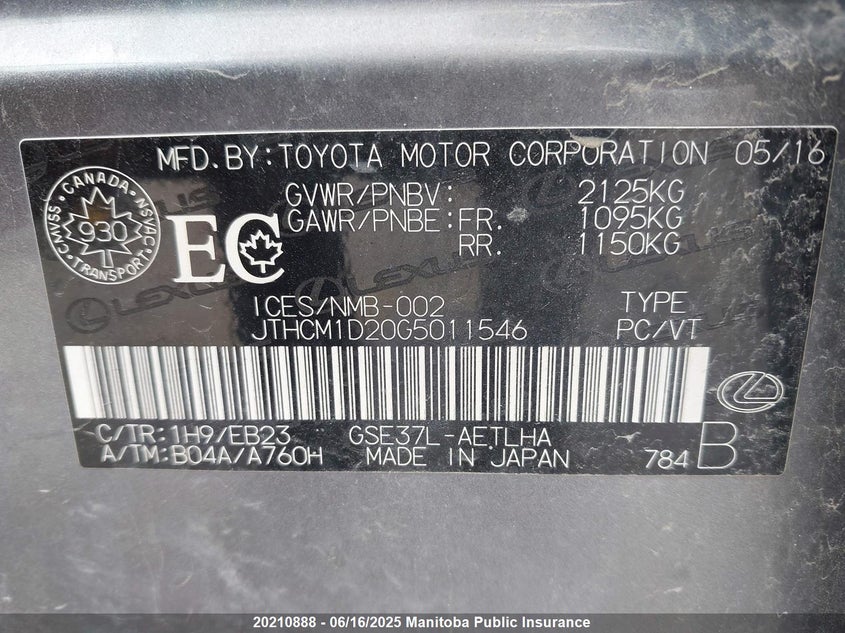 MFD.BY:TOYOTA MOTOR CORPORATION 05/16
GVWR/PNBV: 2125KG
GAWR/PNBE:FR. 1095KG
RR. 1150KG
CANADA
CMVSS
NSVAC
930
TRANSPORT
EC
ICES/NMB-002 TYPE
JTHCM1D20G5011546 PC/VT
C/TR:1H9/EB23 GSE37L-AETLHA
A/TM:B04A/A760H MADE IN JAPAN 784 B
LEXUS
LEXUS
20210888 - 06/16/2025 Manitoba Public Insurance